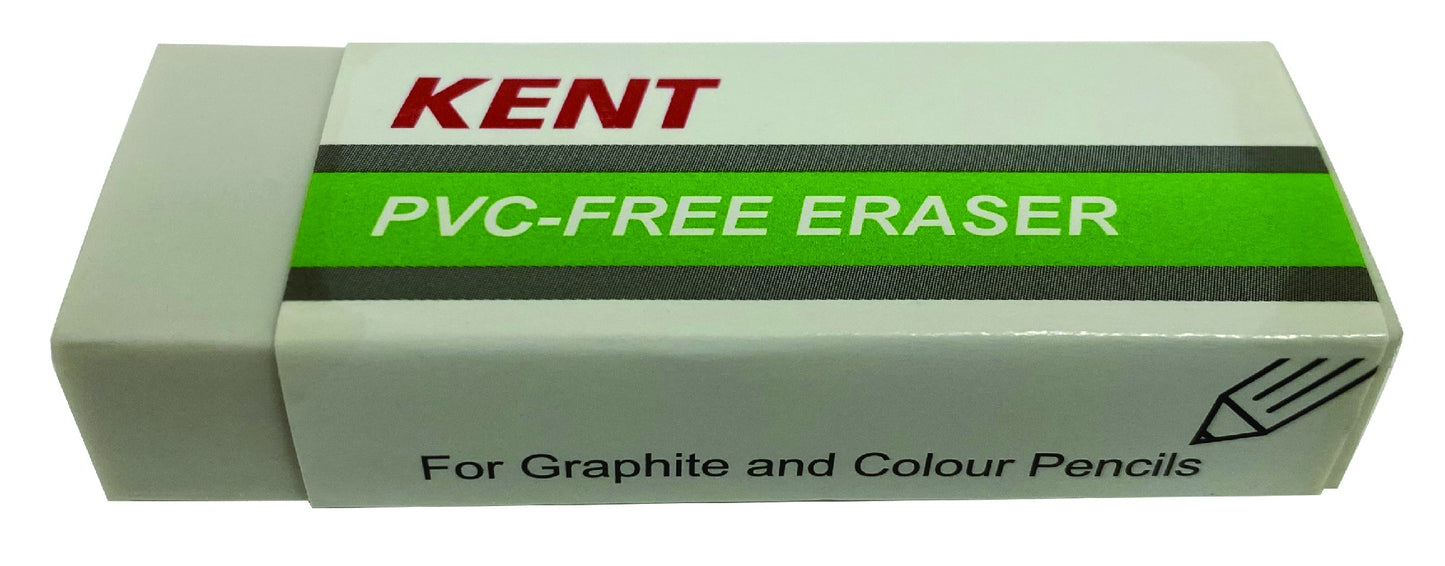 KENT
PVC-FREE ERASER
For Graphite and Colour Pencils